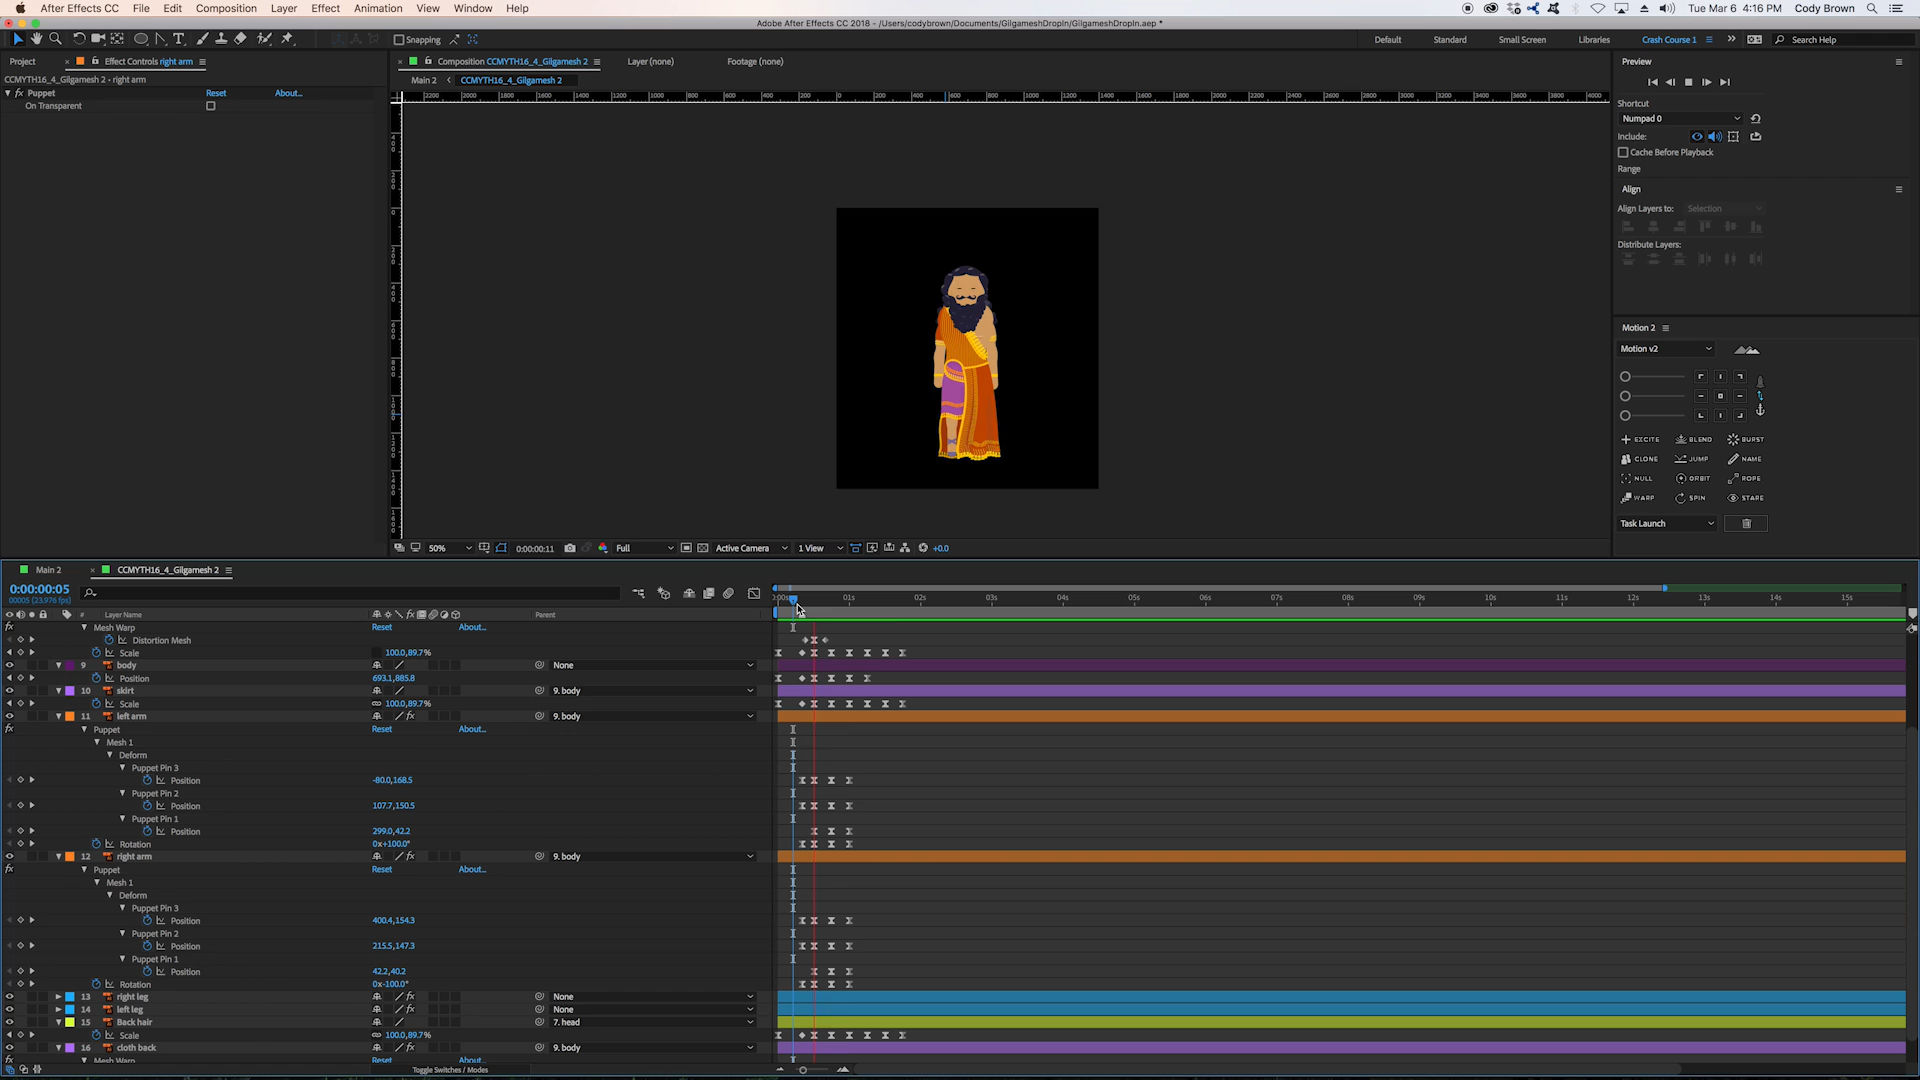 After Effects CC File Edit Composition Layer Effect Animation View Window Help Tue Mar 6 4:16 PM Cody Brown
Adobe After Effects CC 2018 - /Users/codybrown/Documents/GilgameshDropIn/GilgameshDropIn.aep *
Snapping Default Standard Small Screen Libraries Crash Course 1 Search Help
Project Effect Controls right arm Composition CCMYTH16_4_Gilgamesh 2 Layer (none) Footage (none) Preview
CCMYTH16_4_Gilgamesh 2 • right arm Main 2 CCMYTH16_4_Gilgamesh 2
fx Puppet Reset About...
On Transparent
Shortcut
Numpad 0
Include:
Cache Before Playback
Range
Align
Align Layers to: Selection
Distribute Layers:
Motion 2
Motion v2
EXCITE BLEND BURST
CLONE JUMP NAME
NULL ORBIT ROPE
WARP SPIN STARE
Task Launch
50% 0:00:00:11 Full Active Camera 1 View +0.0
Main 2 CCMYTH16_4_Gilgamesh 2
0:00:00:05
00005 (23.976 fps)
01s 02s 03s 04s 05s 06s 07s 08s 09s 10s 11s 12s 13s 14s 15s
# Layer Name Parent
Mesh Warp Reset About...
Distortion Mesh
Scale 100.0,89.7%
9 body None
Position 693.1,885.8
10 skirt 9. body
Scale 100.0,89.7%
11 left arm 9. body
Puppet Reset About...
Mesh 1
Deform
Puppet Pin 3
Position -80.0,168.5
Puppet Pin 2
Position 107.7,150.5
Puppet Pin 1
Position 299.0,42.2
Rotation 0x+100.0°
12 right arm 9. body
Puppet Reset About...
Mesh 1
Deform
Puppet Pin 3
Position 400.4,154.3
Puppet Pin 2
Position 215.5,147.3
Puppet Pin 1
Position 42.2,40.2
Rotation 0x-100.0°
13 right leg None
14 left leg None
15 Back hair 7. head
Scale 100.0,89.7%
16 cloth back 9. body
Mesh Warp Reset About...
Toggle Switches / Modes